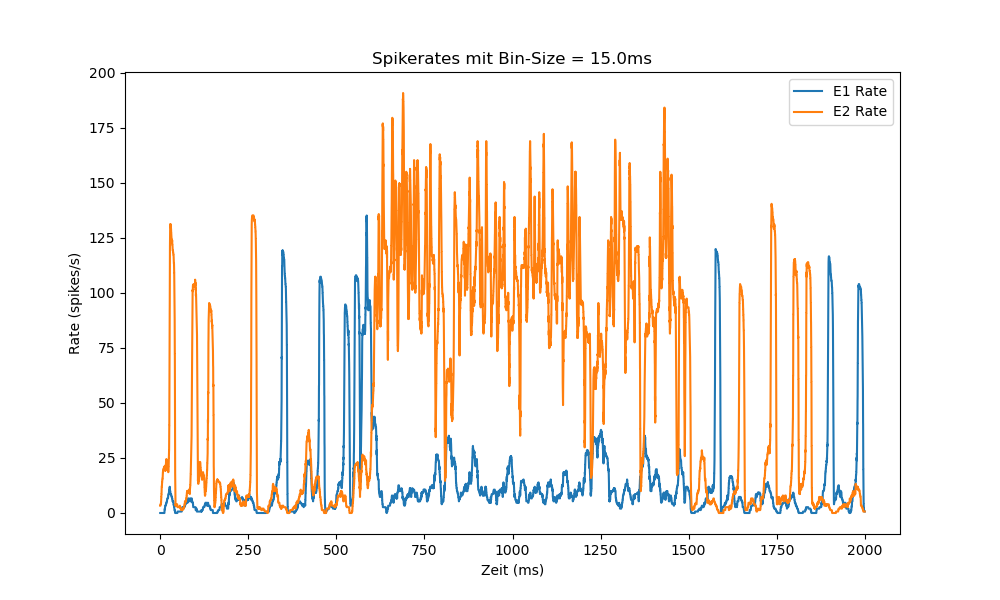 Spikerates mit Bin-Size = 15.0ms
E1 Rate
E2 Rate
Rate (spikes/s)
200
175
150
125
100
75
50
25
0
0 250 500 750 1000 1250 1500 1750 2000
Zeit (ms)